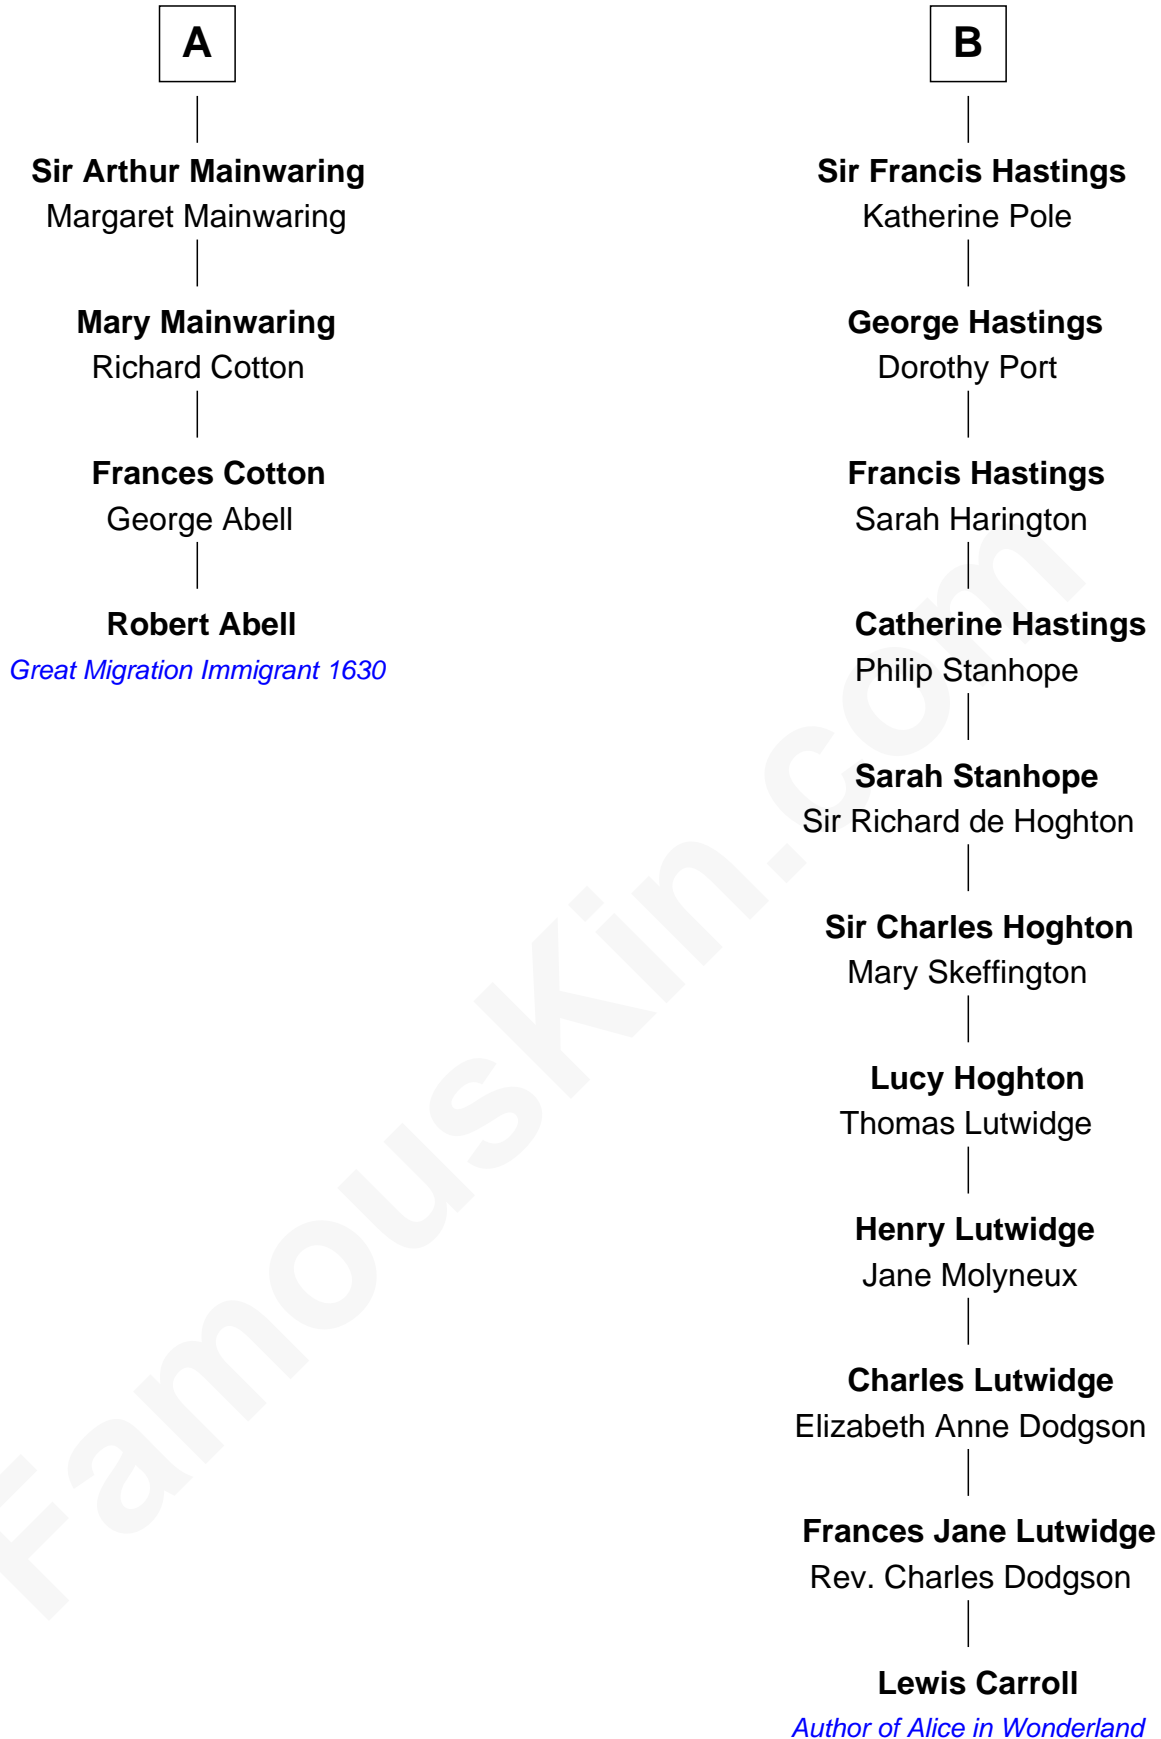 A
Sir Arthur Mainwaring
Margaret Mainwaring
Mary Mainwaring
Richard Cotton
Frances Cotton
George Abell
Robert Abell
Great Migration Immigrant 1630
B
Sir Francis Hastings
Katherine Pole
George Hastings
Dorothy Port
Francis Hastings
Sarah Harington
Catherine Hastings
Philip Stanhope
Sarah Stanhope
Sir Richard de Hoghton
Sir Charles Hoghton
Mary Skeffington
Lucy Hoghton
Thomas Lutwidge
Henry Lutwidge
Jane Molyneux
Charles Lutwidge
Elizabeth Anne Dodgson
Frances Jane Lutwidge
Rev. Charles Dodgson
Lewis Carroll
Author of Alice in Wonderland
FamousKin.com